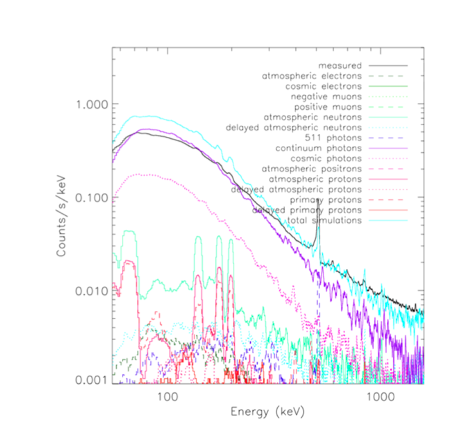 measured
atmospheric electrons
cosmic electrons
negative muons
positive muons
atmospheric neutrons
delayed atmospheric neutrons
511 photons
continuum photons
cosmic photons
atmospheric positrons
atmospheric protons
delayed atmospheric protons
primary protons
delayed primary protons
total simulations
1.000
0.100
0.010
0.001
Counts/s/keV
100
1000
Energy (keV)